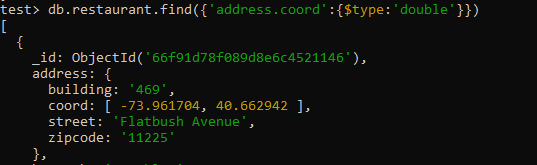 test> db.restaurant.find({'address.coord':{$type:'double'}})
[
  {
    _id: ObjectId('66f91d78f089d8e6c4521146'),
    address: {
      building: '469',
      coord: [ -73.961704, 40.662942 ],
      street: 'Flatbush Avenue',
      zipcode: '11225'
    },